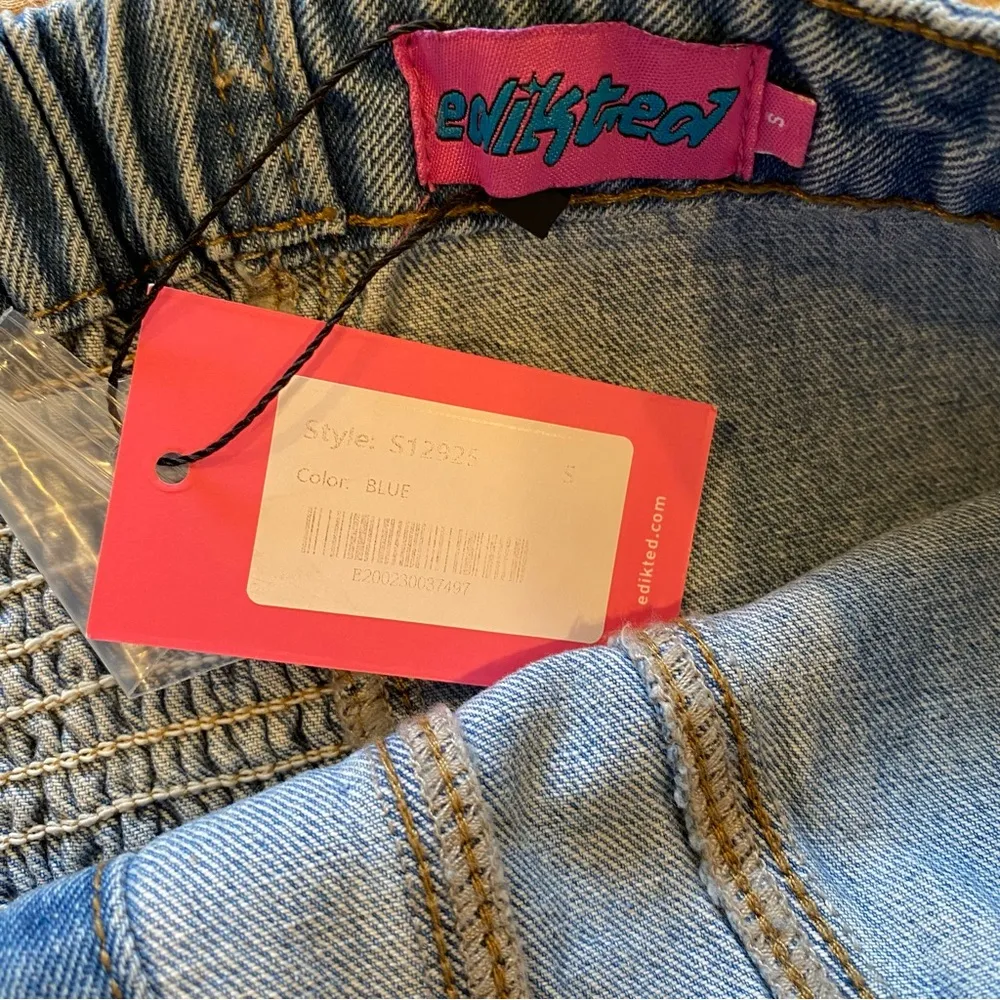 edikted
S
Style: S12925 S
Color: BLUE
E200230037497
edikted.com